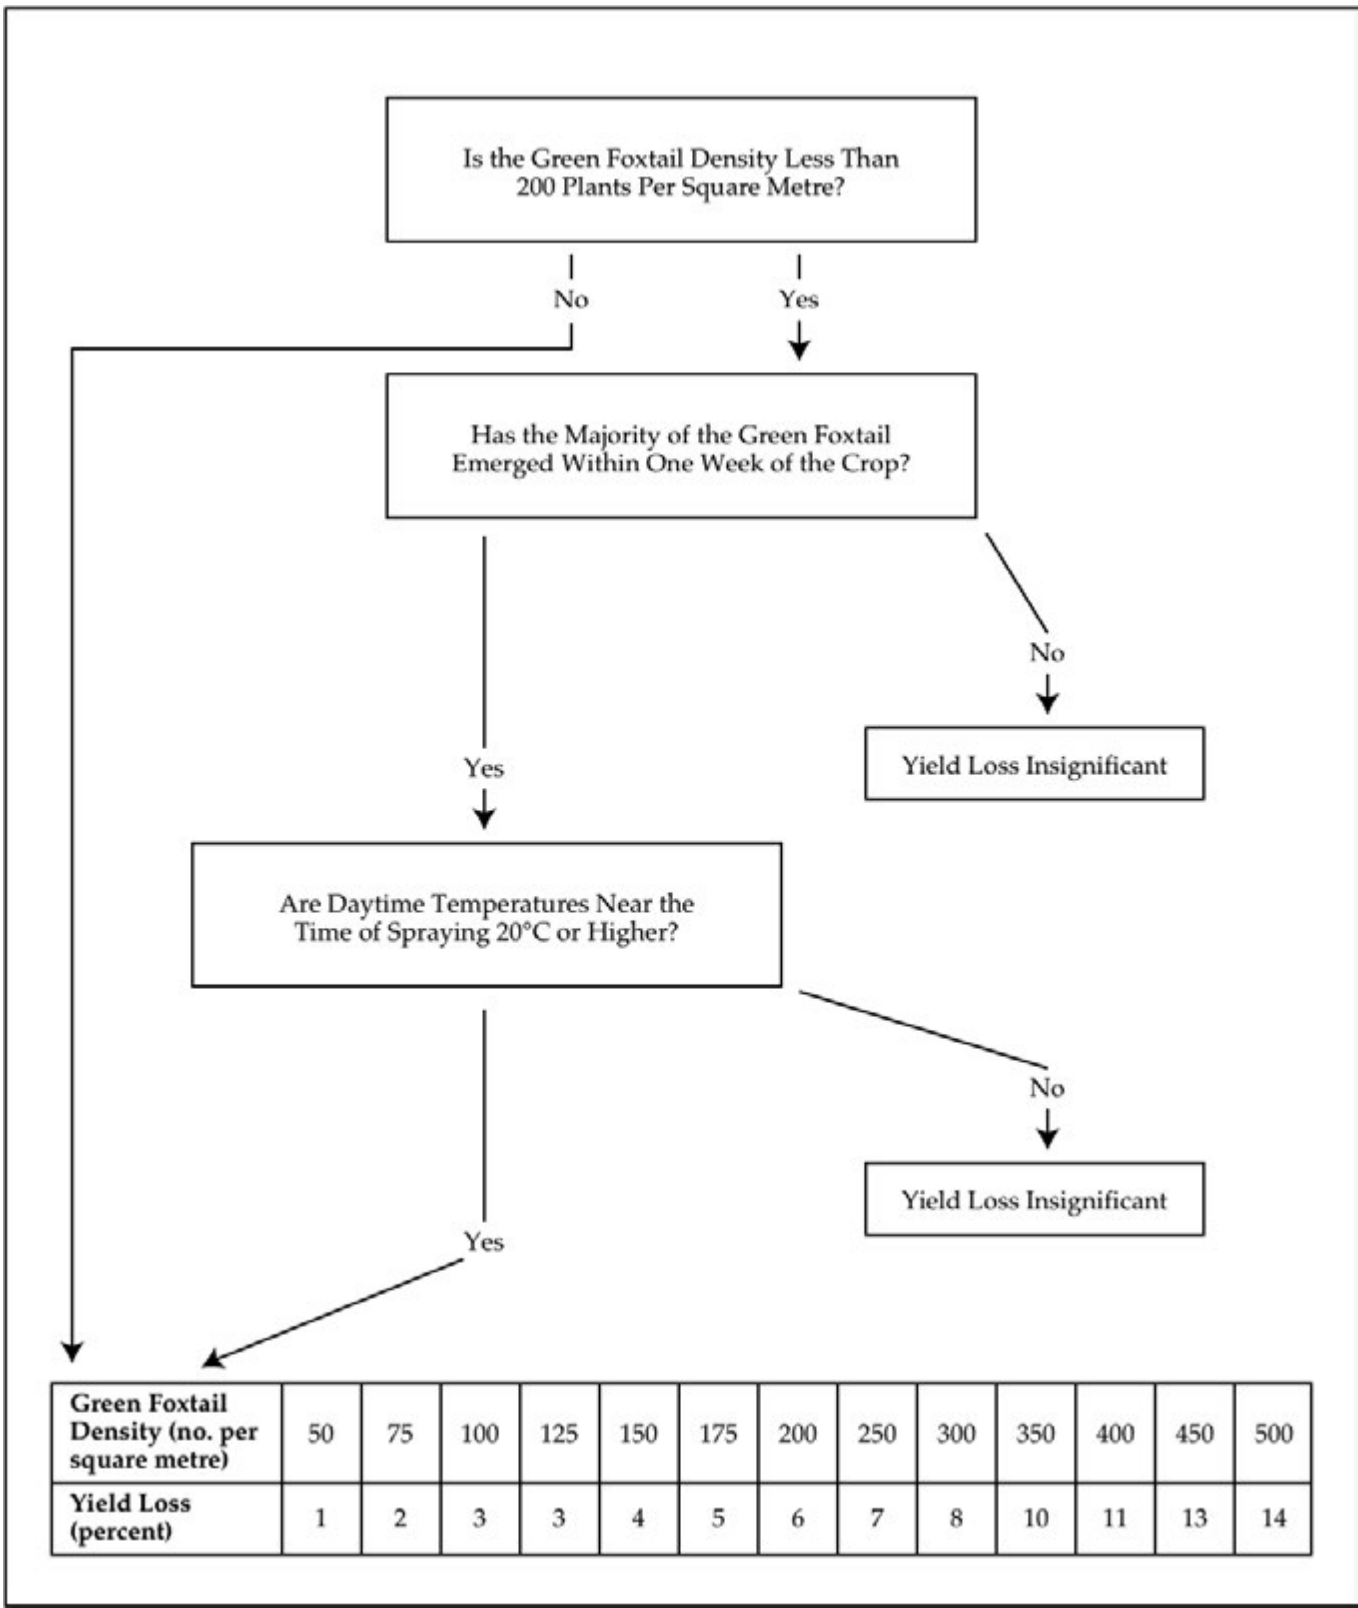 Is the Green Foxtail Density Less Than
200 Plants Per Square Metre?
No
Yes
Has the Majority of the Green Foxtail
Emerged Within One Week of the Crop?
No
Yield Loss Insignificant
Yes
Are Daytime Temperatures Near the
Time of Spraying 20°C or Higher?
No
Yield Loss Insignificant
Yes
Green Foxtail
Density (no. per
square metre)
50 75 100 125 150 175 200 250 300 350 400 450 500
Yield Loss
(percent)
1 2 3 3 4 5 6 7 8 10 11 13 14